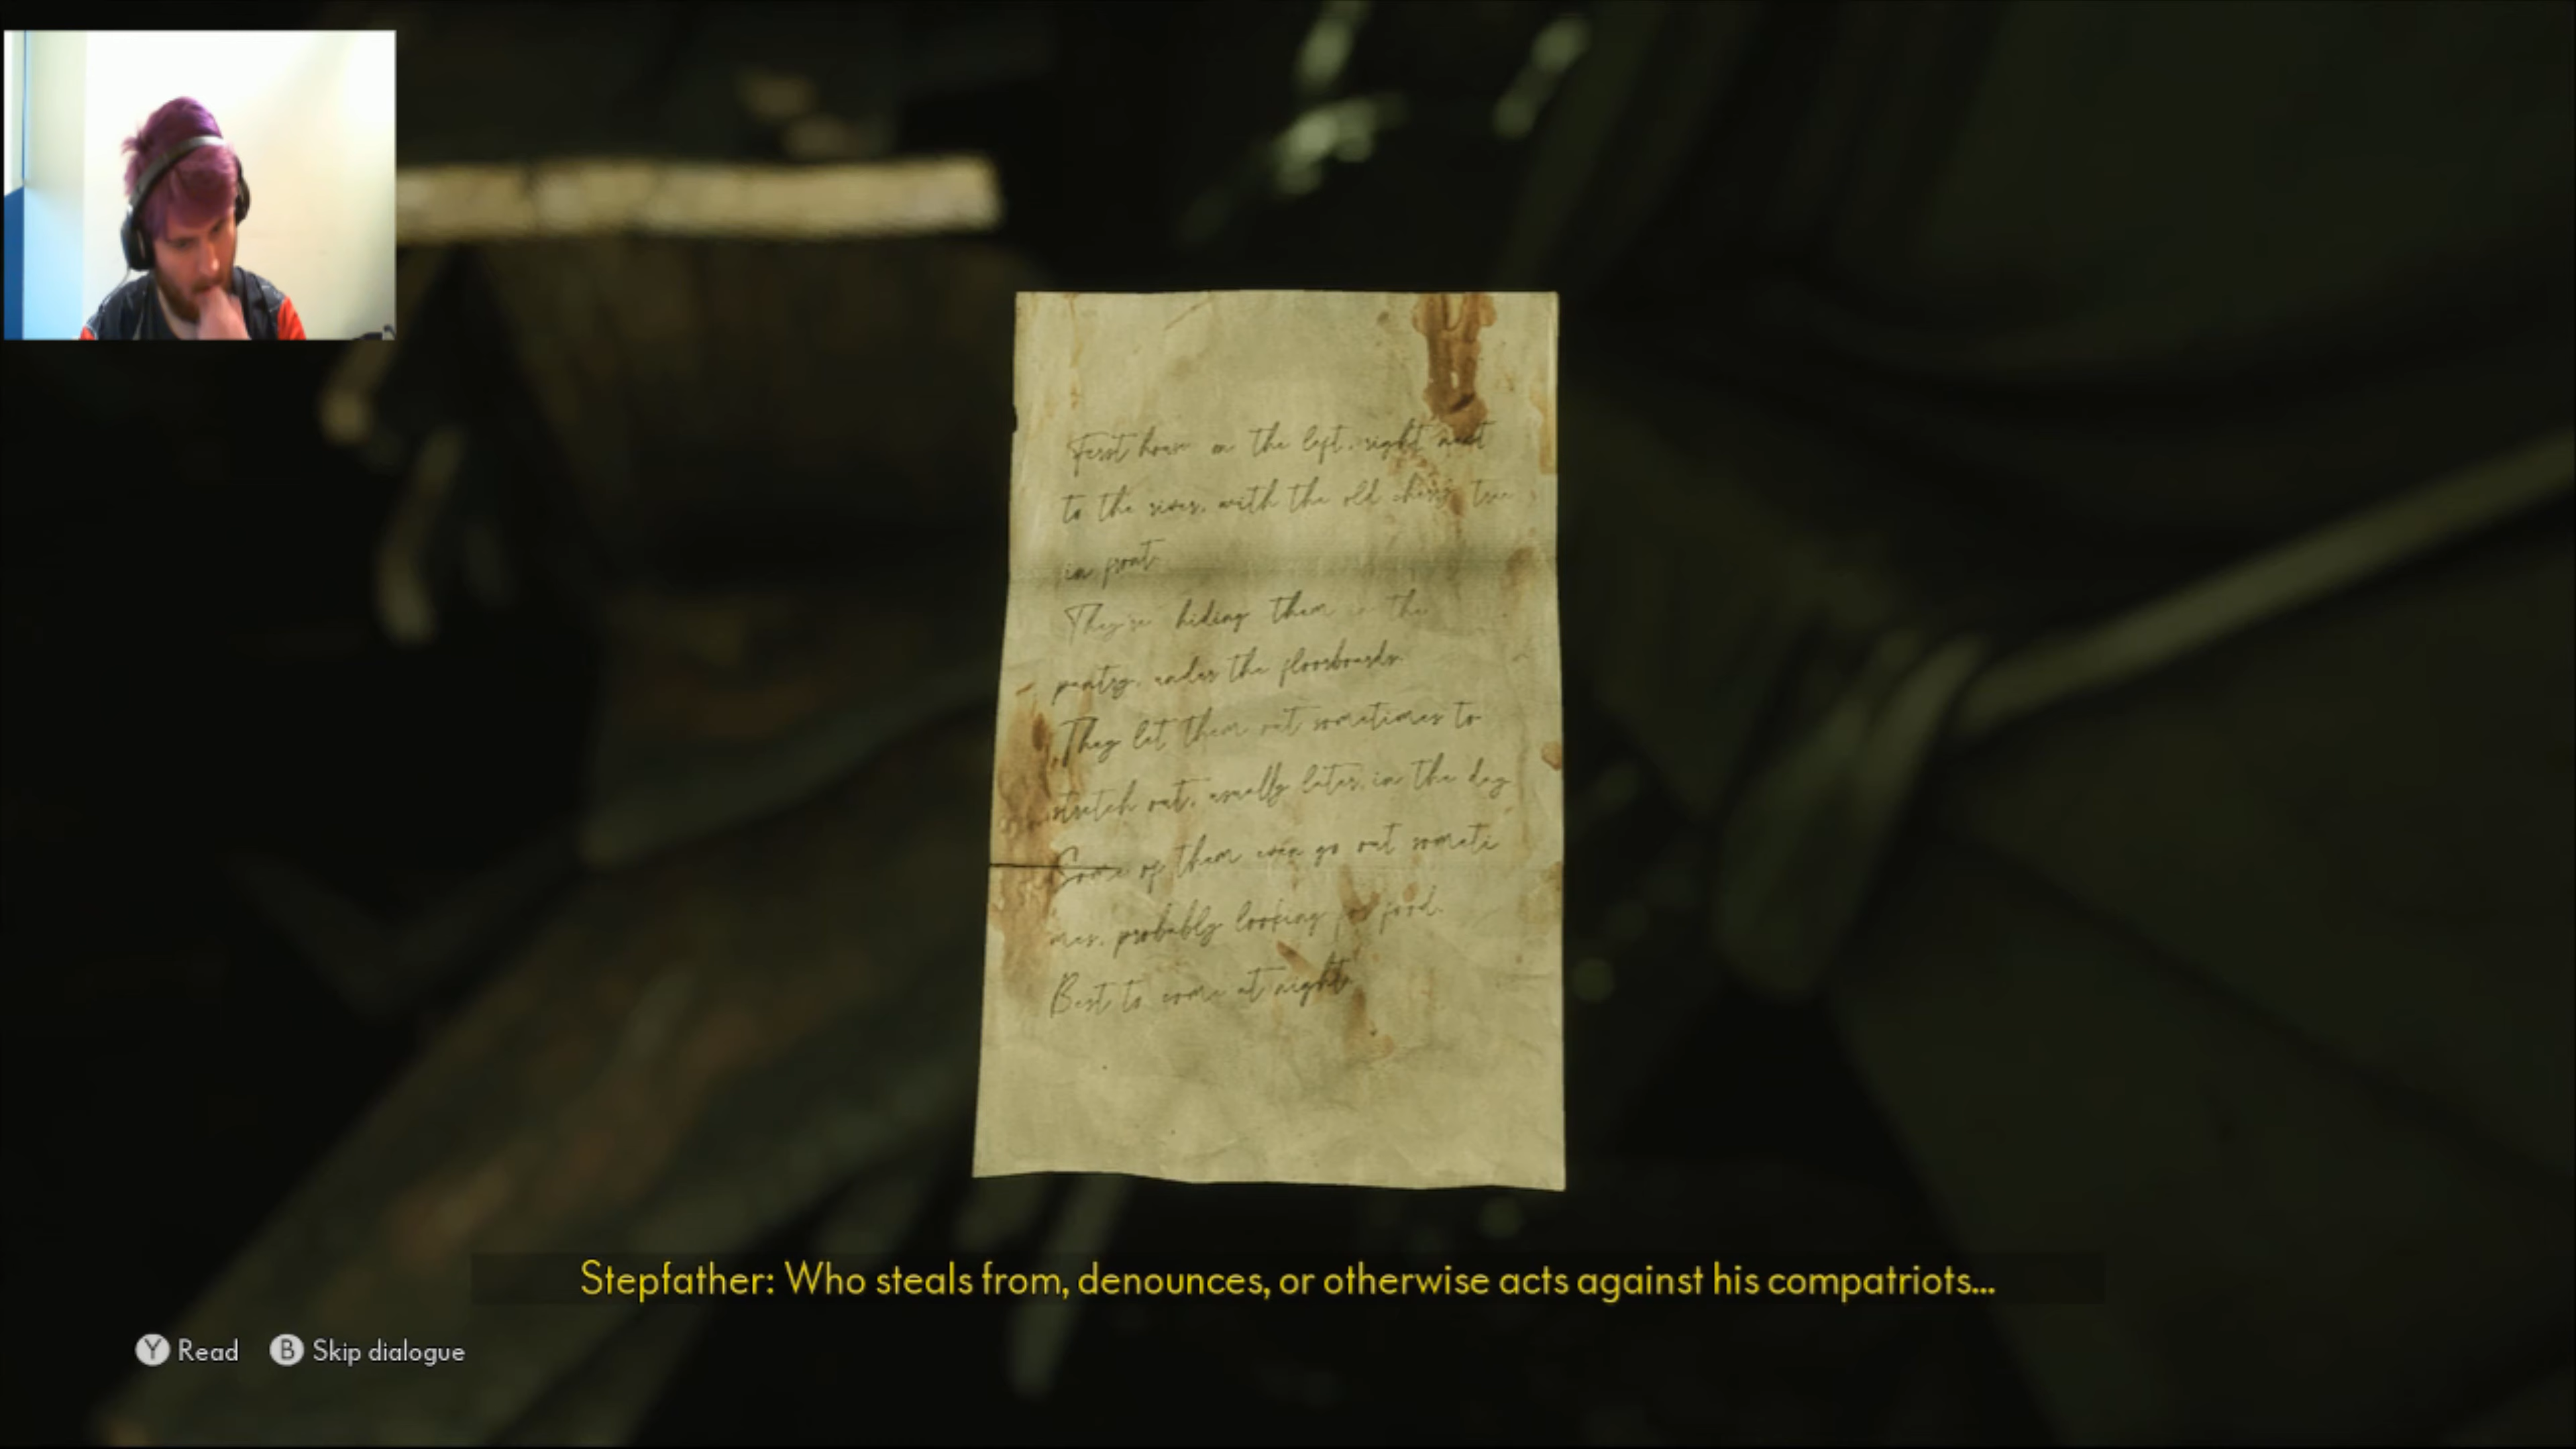 First house on the left, right next
to the river, with the old cherry tree
in front.
They're hiding them in the
pantry, under the floorboards.
They let them out sometimes to
stretch out, usually later in the day
Some of them even go out someti
mes, probably looking for food.
Best to come at night.
Stepfather: Who steals from, denounces, or otherwise acts against his compatriots...
Y Read B Skip dialogue